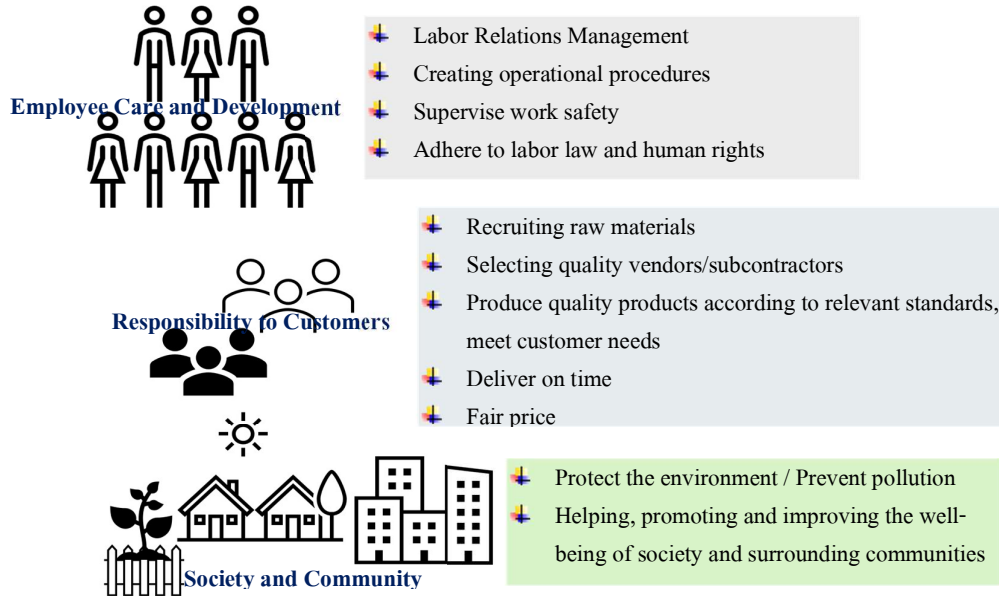 Employee Care and Development
Labor Relations Management
Creating operational procedures
Supervise work safety
Adhere to labor law and human rights
Responsibility to Customers
Recruiting raw materials
Selecting quality vendors/subcontractors
Produce quality products according to relevant standards,
meet customer needs
Deliver on time
Fair price
Society and Community
Protect the environment / Prevent pollution
Helping, promoting and improving the well-
being of society and surrounding communities